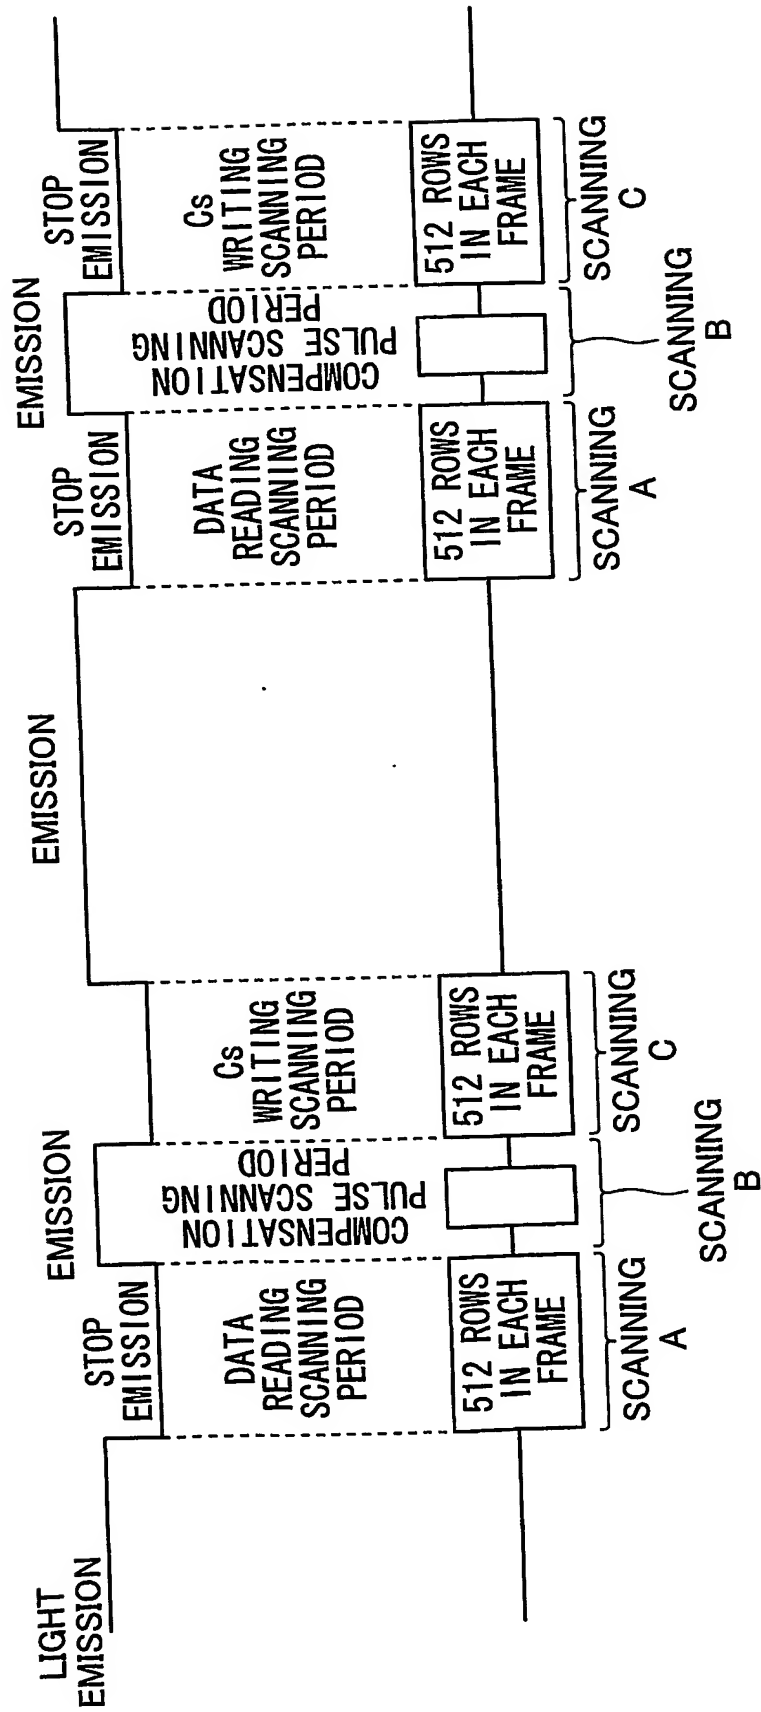 LIGHT
EMISSION
STOP
EMISSION
EMISSION
EMISSION
STOP
EMISSION
EMISSION
STOP
EMISSION
DATA
READING
SCANNING
PERIOD
COMPENSATION
PULSE SCANNING
PERIOD
Cs
WRITING
SCANNING
PERIOD
DATA
READING
SCANNING
PERIOD
COMPENSATION
PULSE SCANNING
PERIOD
Cs
WRITING
SCANNING
PERIOD
512 ROWS
IN EACH
FRAME
512 ROWS
IN EACH
FRAME
512 ROWS
IN EACH
FRAME
512 ROWS
IN EACH
FRAME
SCANNING
A
SCANNING
B
SCANNING
C
SCANNING
A
SCANNING
B
SCANNING
C